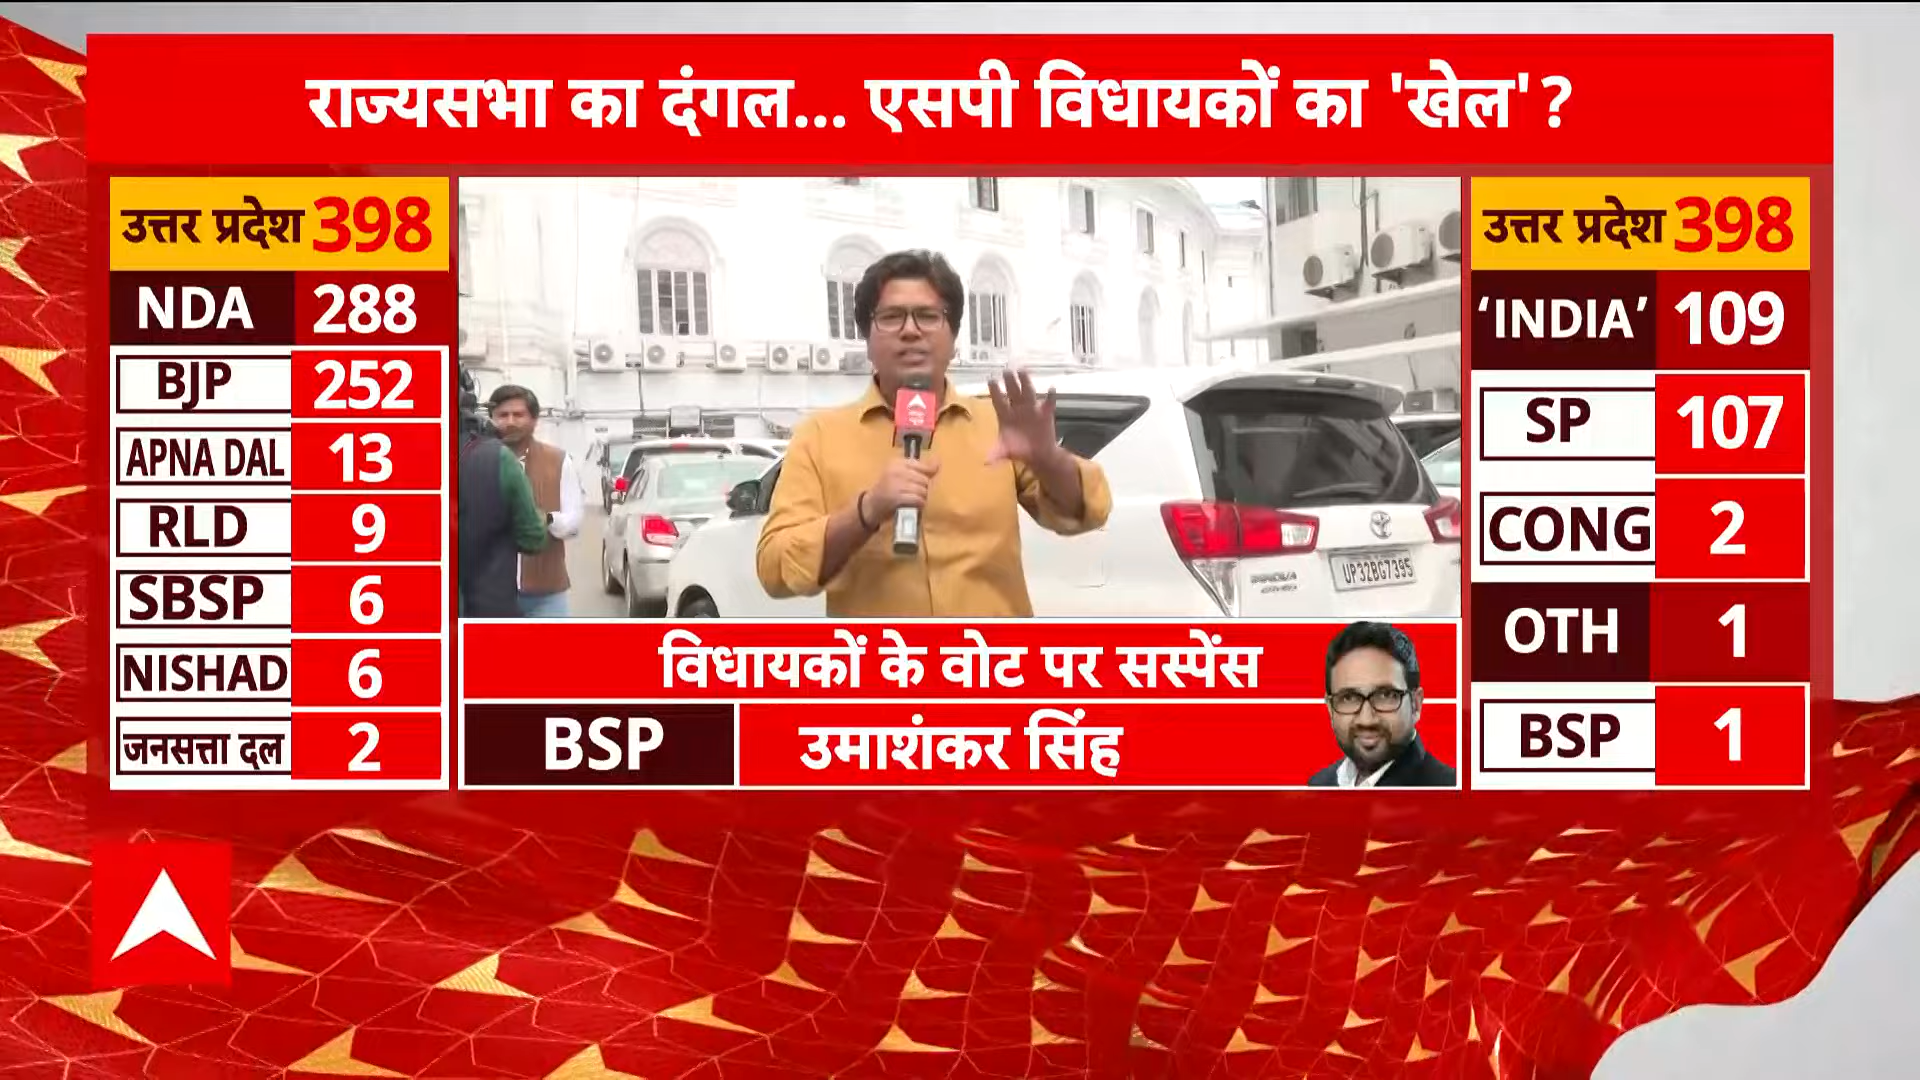 राज्यसभा का दंगल... एसपी विधायकों का 'खेल'?
उत्तर प्रदेश 398
NDA 288
BJP 252
APNA DAL 13
RLD 9
SBSP 6
NISHAD 6
जनसत्ता दल 2
UP32BG7395
विधायकों के वोट पर सस्पेंस
BSP उमाशंकर सिंह
उत्तर प्रदेश 398
‘INDIA’ 109
SP 107
CONG 2
OTH 1
BSP 1